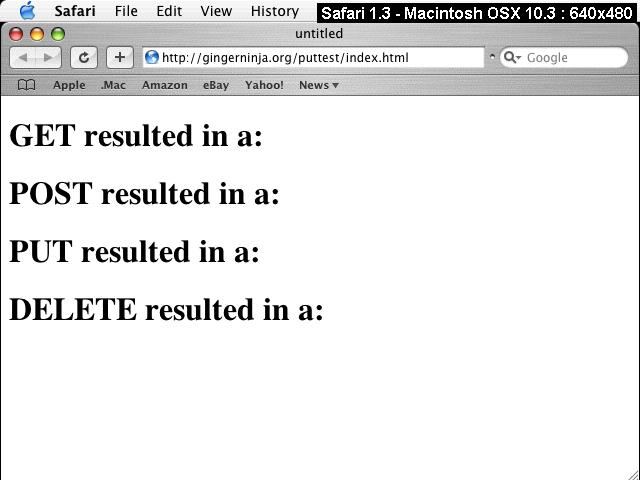 Safari File Edit View History
Safari 1.3 - Macintosh OSX 10.3 : 640x480
untitled
http://gingerninja.org/puttest/index.html
Google
Apple .Mac Amazon eBay Yahoo! News
GET resulted in a:
POST resulted in a:
PUT resulted in a:
DELETE resulted in a: